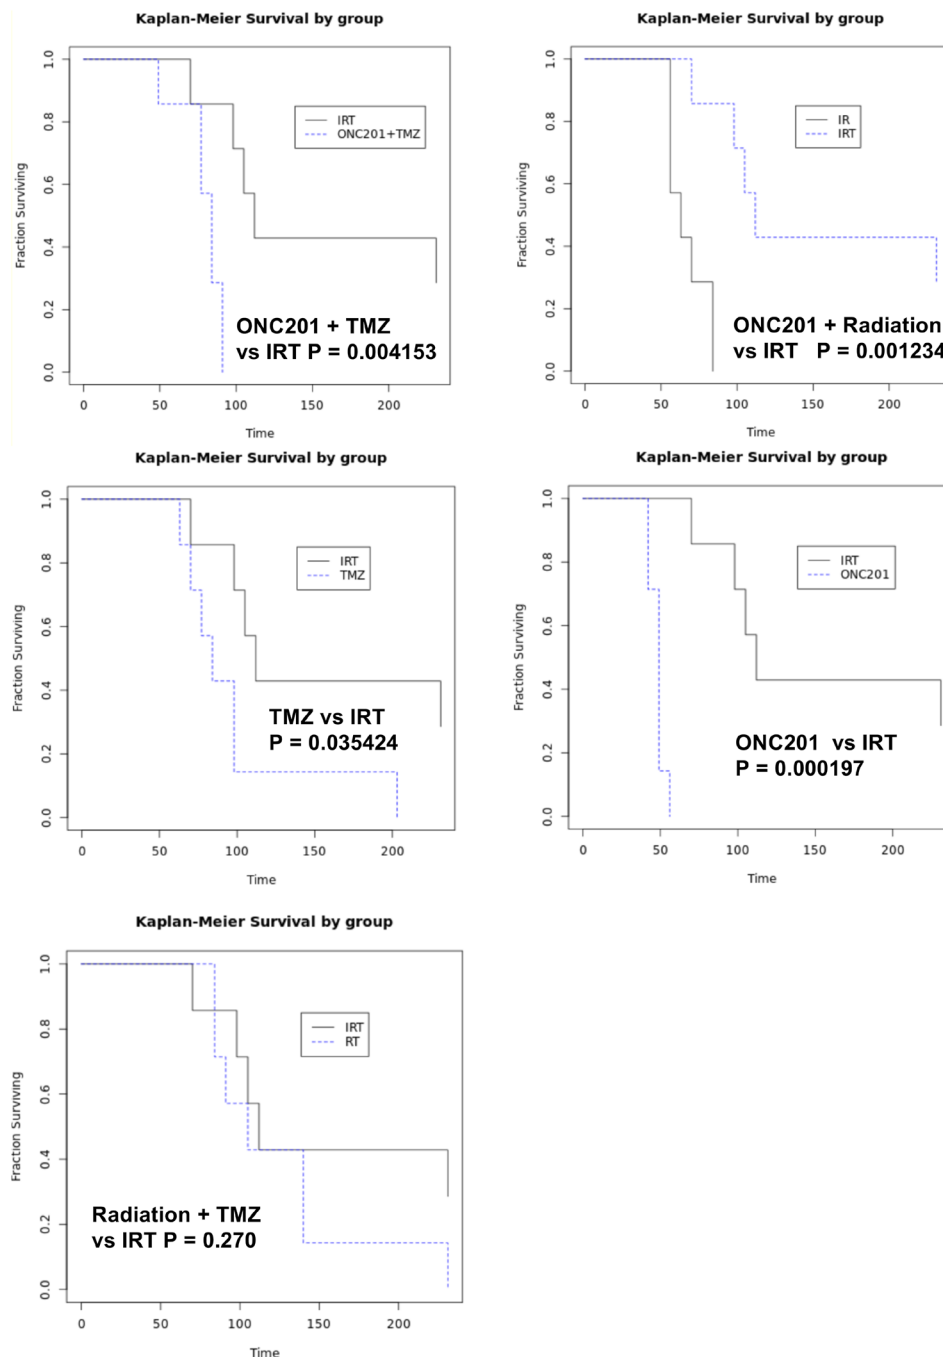 Kaplan-Meier Survival by group
Fraction Surviving
1.0
0.8
0.6
0.4
0.2
0.0
IRT
ONC201+TMZ
ONC201 + TMZ
vs IRT P = 0.004153
0 50 100 150 200
Time
Kaplan-Meier Survival by group
Fraction Surviving
1.0
0.8
0.6
0.4
0.2
0.0
IR
IRT
ONC201 + Radiation
vs IRT P = 0.001234
0 50 100 150 200
Time
Kaplan-Meier Survival by group
Fraction Surviving
1.0
0.8
0.6
0.4
0.2
0.0
IRT
TMZ
TMZ vs IRT
P = 0.035424
0 50 100 150 200
Time
Kaplan-Meier Survival by group
Fraction Surviving
1.0
0.8
0.6
0.4
0.2
0.0
IRT
ONC201
ONC201 vs IRT
P = 0.000197
0 50 100 150 200
Time
Kaplan-Meier Survival by group
Fraction Surviving
1.0
0.8
0.6
0.4
0.2
0.0
IRT
RT
Radiation + TMZ
vs IRT P = 0.270
0 50 100 150 200
Time